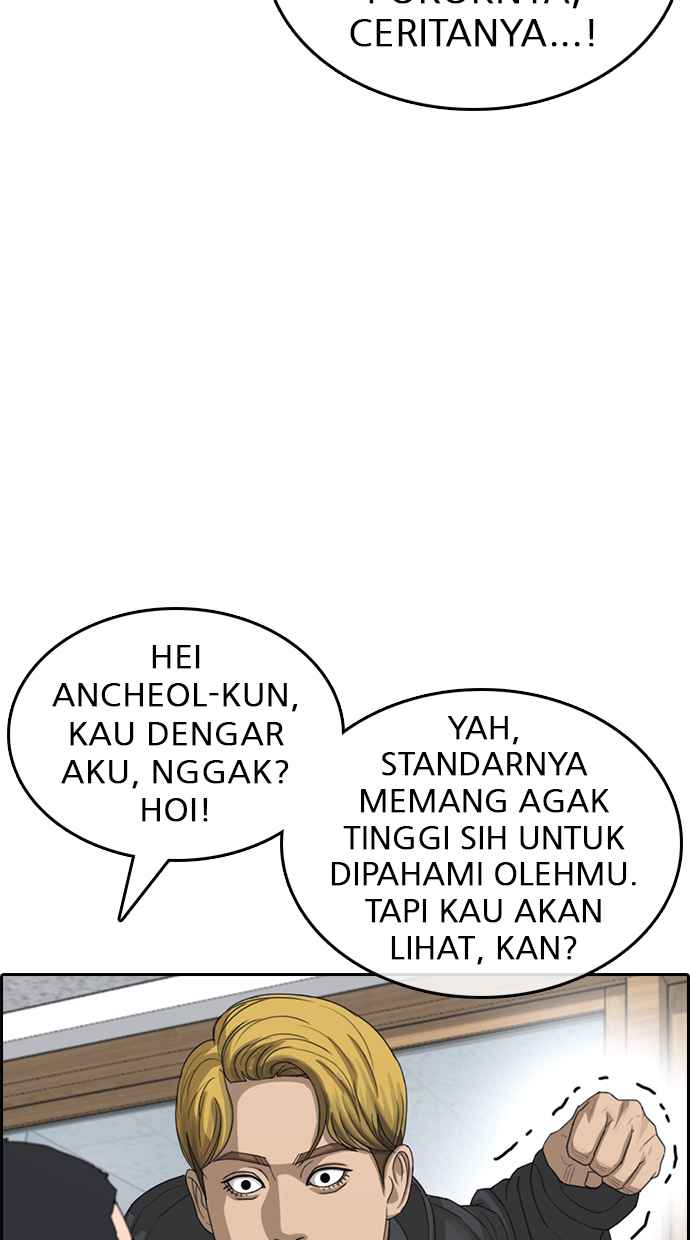 CERITANYA...!
HEI
ANCHEOL-KUN,
KAU DENGAR
AKU, NGGAK?
HOI!
YAH,
STANDARNYA
MEMANG AGAK
TINGGI SIH UNTUK
DIPAHAMI OLEHMU.
TAPI KAU AKAN
LIHAT, KAN?